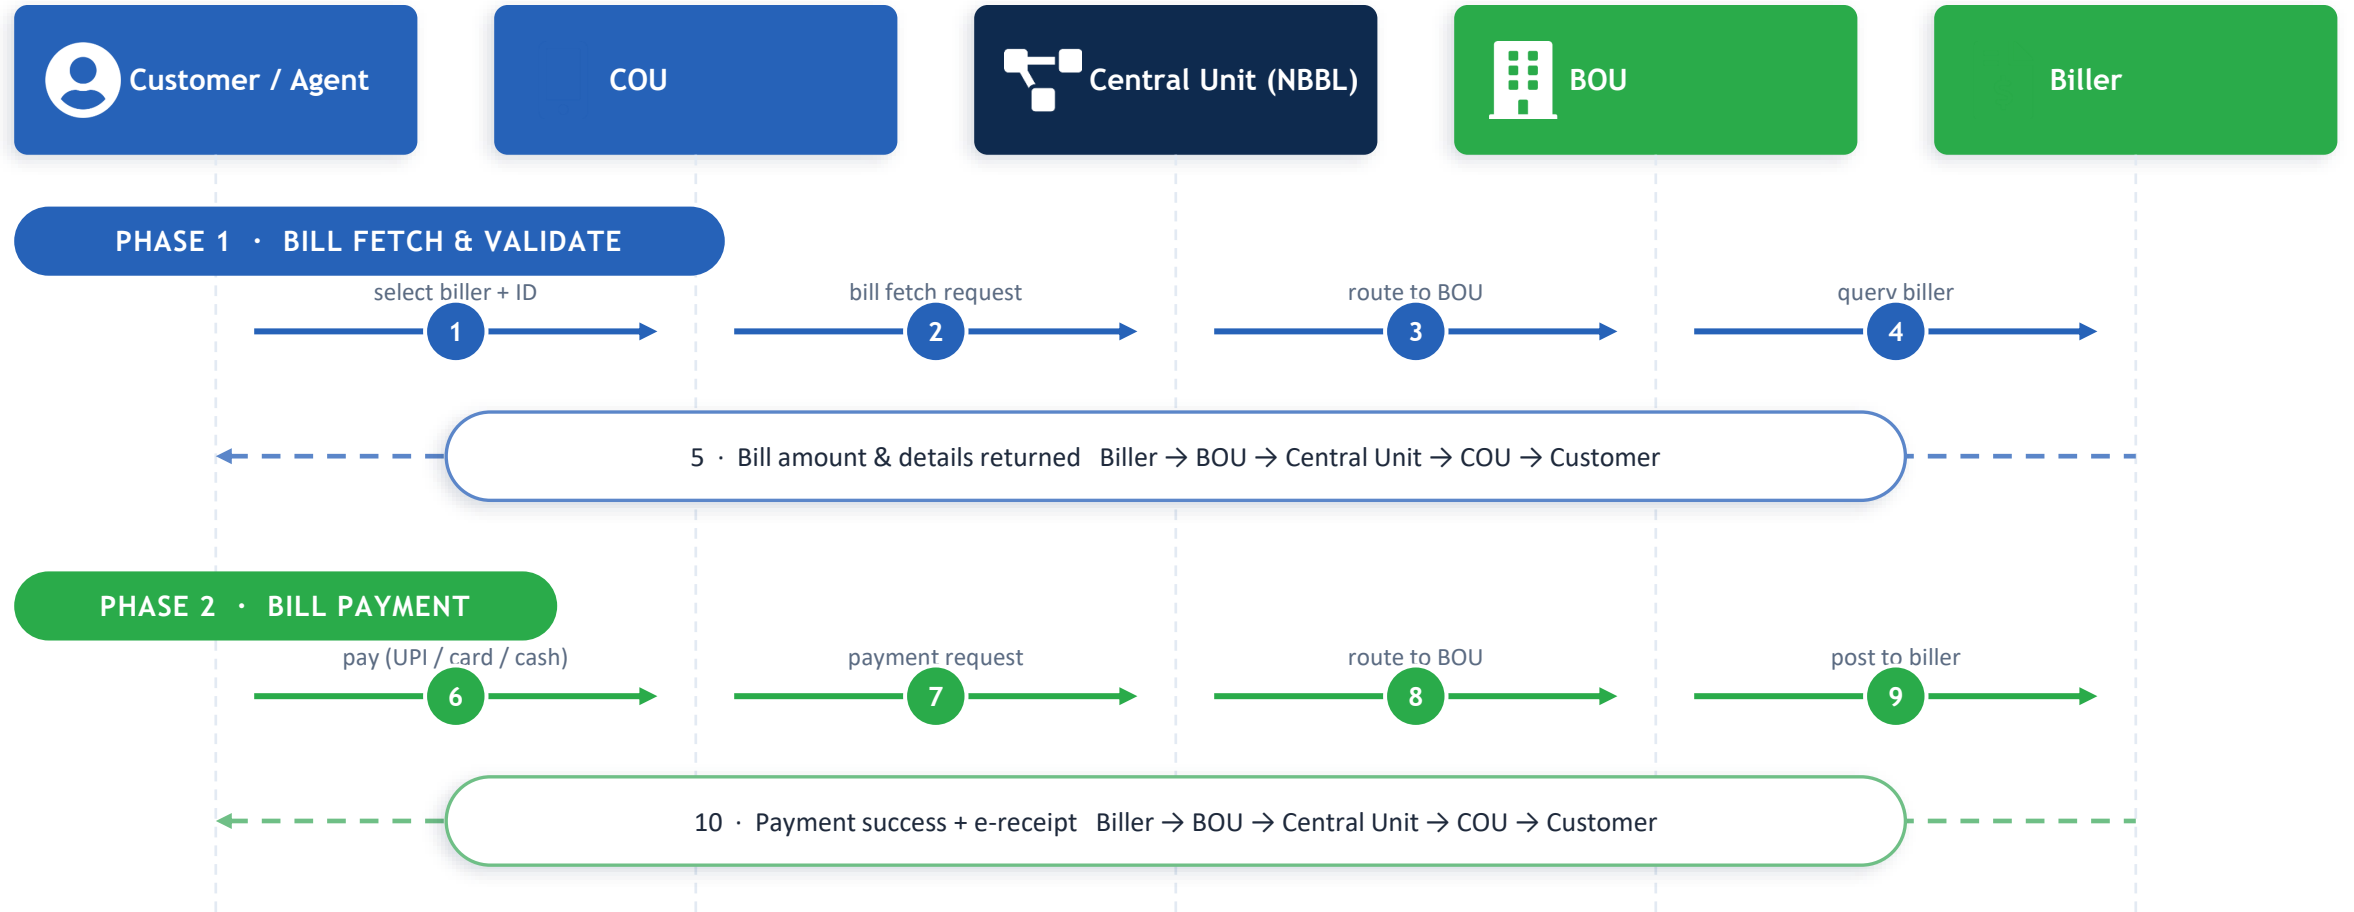 Customer / Agent
COU
Central Unit (NBBL)
BOU
Biller
PHASE 1 · BILL FETCH & VALIDATE
select biller + ID
bill fetch request
route to BOU
query biller
1
2
3
4
5 · Bill amount & details returned Biller → BOU → Central Unit → COU → Customer
PHASE 2 · BILL PAYMENT
pay (UPI / card / cash)
payment request
route to BOU
post to biller
6
7
8
9
10 · Payment success + e-receipt Biller → BOU → Central Unit → COU → Customer